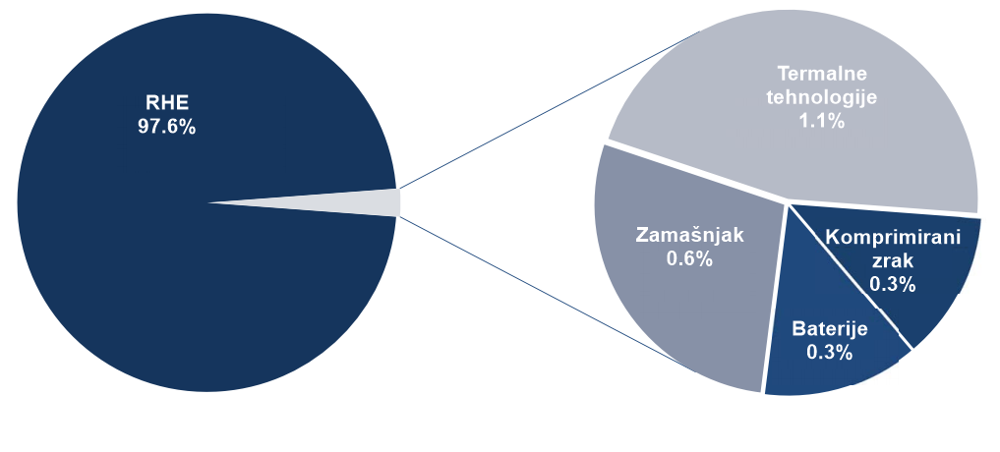 RHE
97.6%
Termalne
tehnologije
1.1%
Zamašnjak
0.6%
Komprimirani
zrak
0.3%
Baterije
0.3%